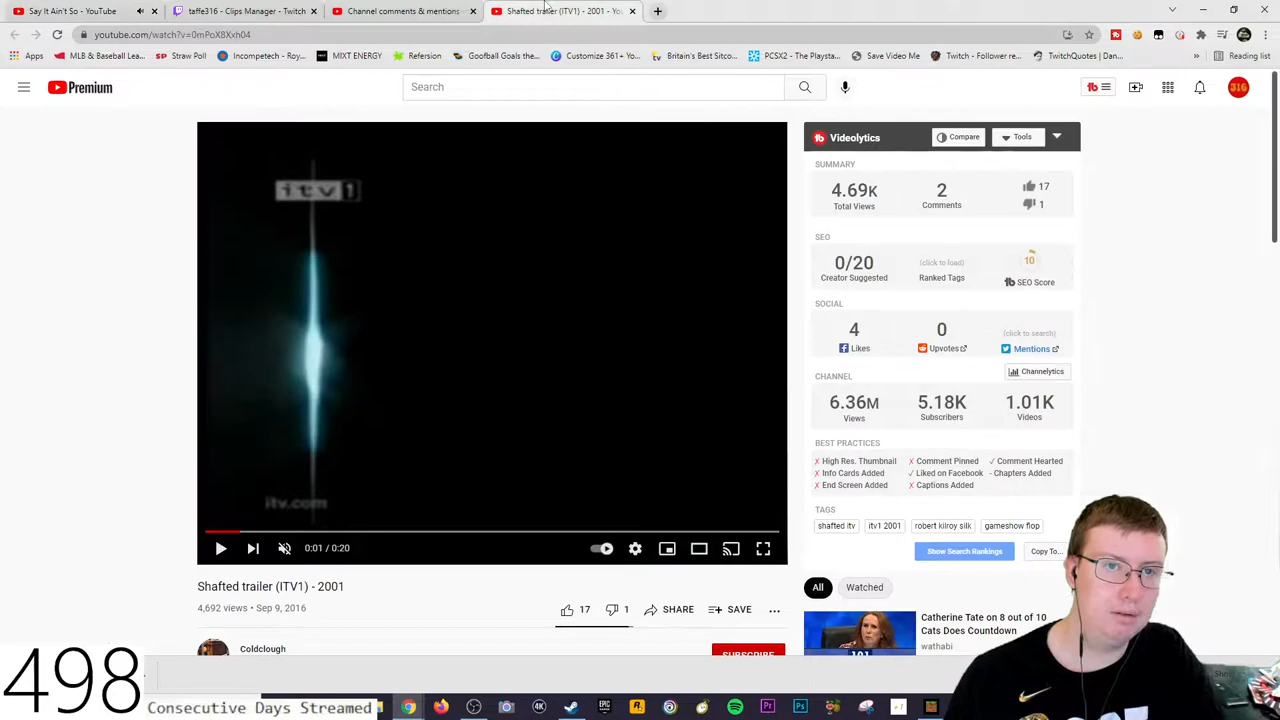 Say It Ain't So - YouTube
taffe316 - Clips Manager - Twitch
Channel comments & men
Shafted trailer (ITV1) - 2001 - You
youtube.com/watch?v=0mPoX8Xxh04
Apps
MLB & Baseball les...
Straw Poll
Incompetech - Roy...
MIXT ENERGY
Refersion
Goofball Goals the...
Customize 361+ Yo...
Britain's Best Sitco...
PCSX2 - The Playsta...
Save Video Me
Twitch - Follower re...
TwitchQuotes | Dan...
»
Reading list
Premium
Search
316
itv1
itv.com
0:01 / 0:20
Shafted trailer (ITV1) - 2001
4,692 views • Sep 9, 2016
17
1
SHARE
SAVE
Coldclough
SUBSCRIBE
Videolytics
Compare
Tools
SUMMARY
4.69K
2
17
1
Total Views
Comments
SEO
0/20
(click to load)
10
Creator Suggested
Ranked Tags
SEO Score
SOCIAL
4
0
(click to search)
Likes
Upvotes
Mentions
CHANNEL
Channelytics
6.36M
5.18K
1.01K
Views
Subscribers
Videos
BEST PRACTICES
X High Res. Thumbnail
X Comment Pinned
✓ Comment Hearted
X Info Cards Added
✓ Liked on Facebook
- Chapters Added
X End Screen Added
X Captions Added
TAGS
shafted itv
itv1 2001
robert kilroy silk
gameshow flop
Show Search Rankings
Copy To...
All
Watched
Catherine Tate on 8 out of 10
Cats Does Countdown
wathabi
498
Consecutive Days Streamed